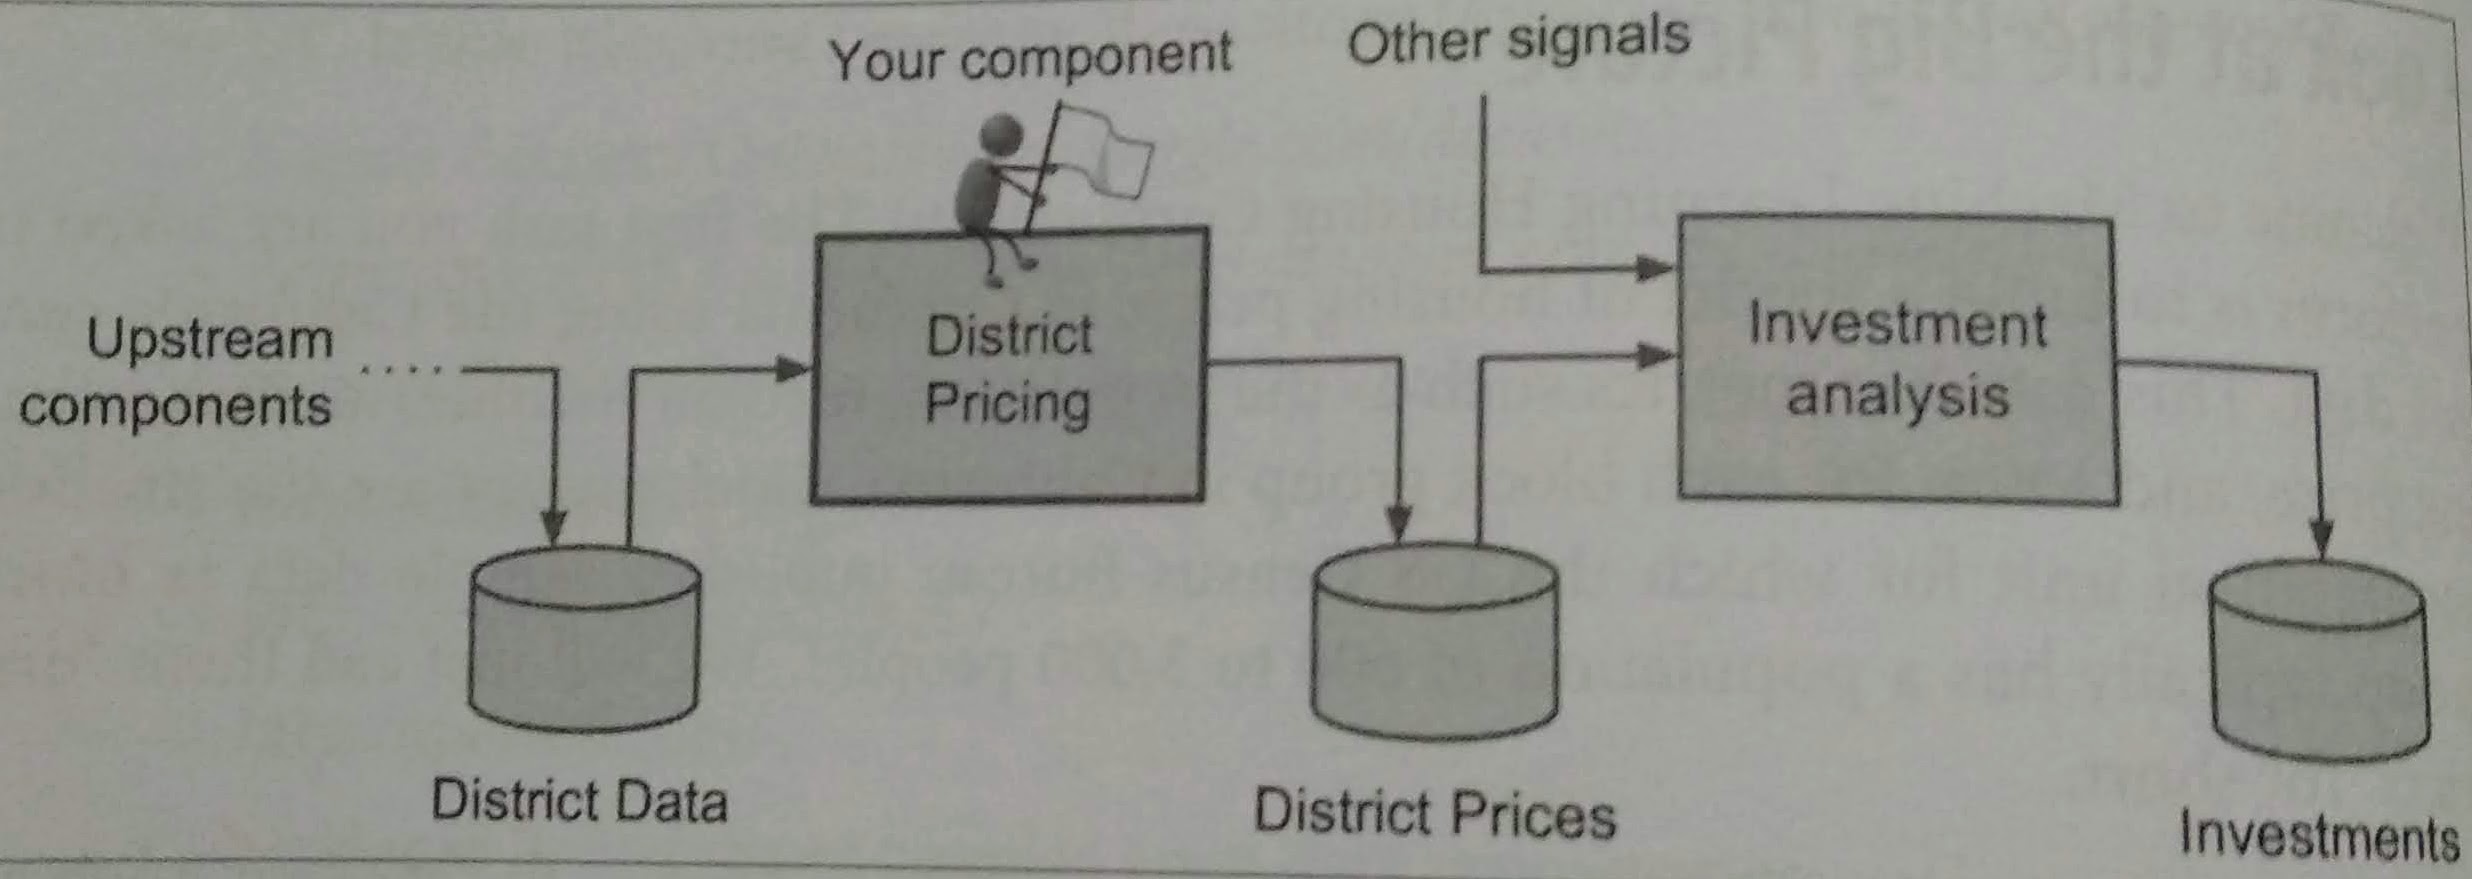 Your component
Other signals
Upstream
components
District
Pricing
Investment
analysis
District Data
District Prices
Investments